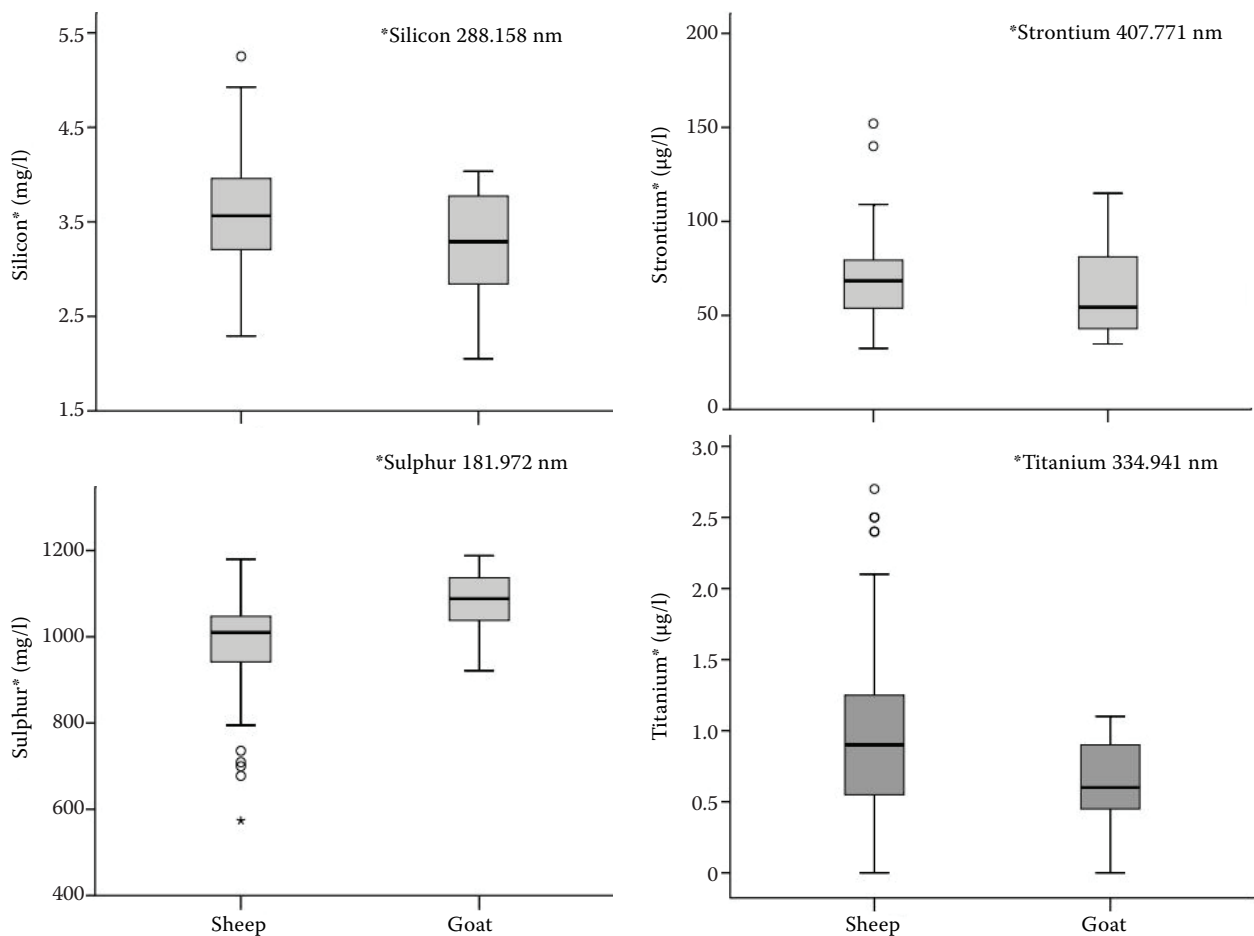 *Silicon 288.158 nm
Silicon* (mg/l)
5.5
4.5
3.5
2.5
1.5
*Strontium 407.771 nm
Strontium* (µg/l)
200
150
100
50
0
*Sulphur 181.972 nm
Sulphur* (mg/l)
1200
1000
800
600
400
Sheep
Goat
*Titanium 334.941 nm
Titanium* (µg/l)
3.0
2.5
2.0
1.5
1.0
0.5
0
Sheep
Goat